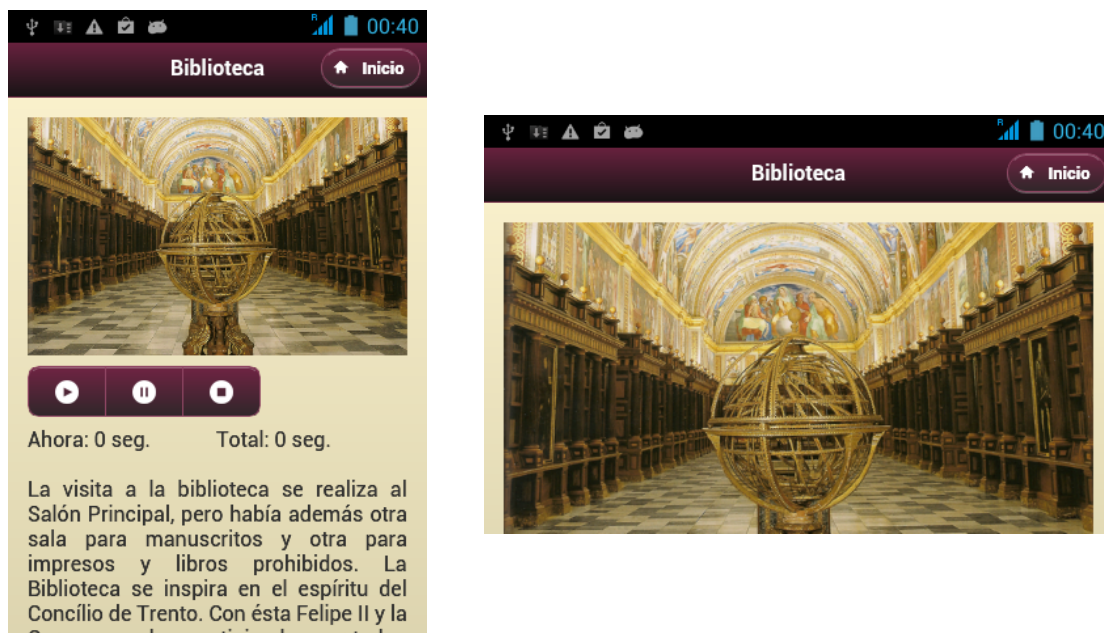 R
00:40
Biblioteca
Inicio
Ahora: 0 seg. Total: 0 seg.
La visita a la biblioteca se realiza al
Salón Principal, pero había además otra
sala para manuscritos y otra para
impresos y libros prohibidos. La
Biblioteca se inspira en el espíritu del
Concílio de Trento. Con ésta Felipe II y la
R
00:40
Biblioteca
Inicio